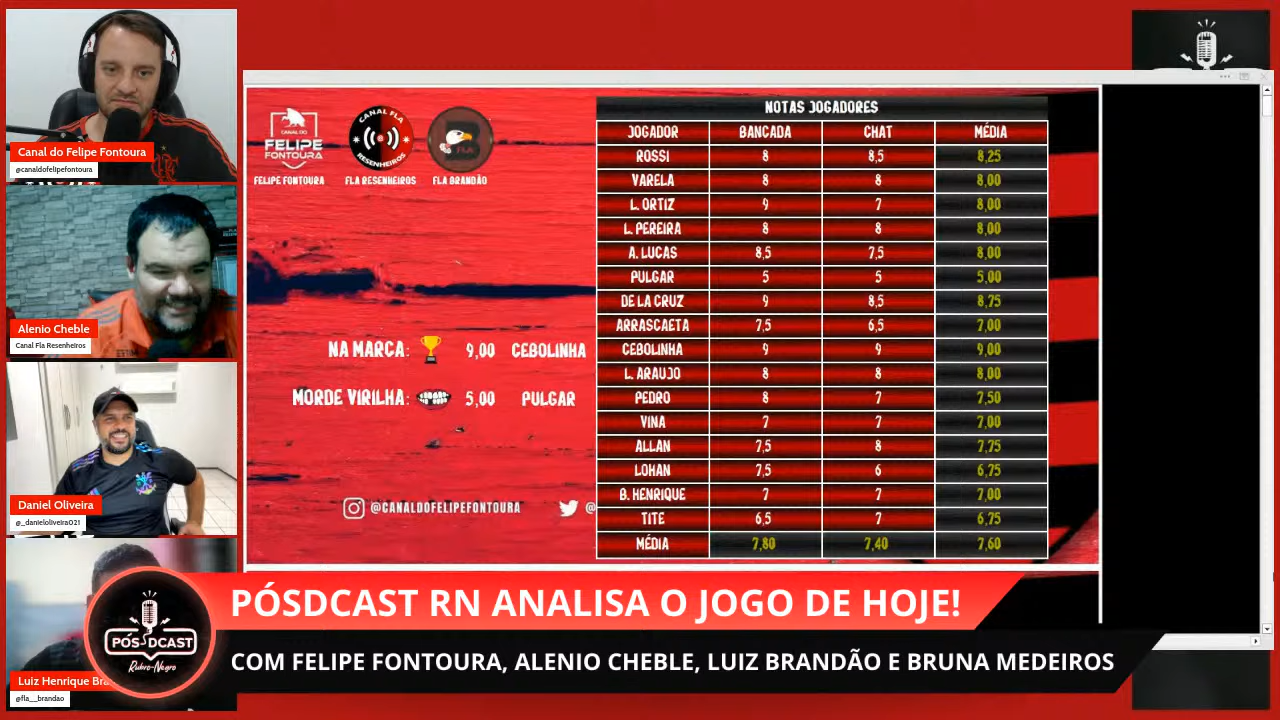 Canal do Felipe Fontoura
@canaldofelipefontoura
Alenio Cheble
Canal Fla Resenheiros
Daniel Oliveira
@_danieloliveira021
Luiz Henrique Bra
@fla__brandao
CANAL DO
FELIPE
FONTOURA
CANAL FLA
RESENHEIROS
FLA
FELIPE FONTOURA FLA RESENHEIROS FLA BRANDÃO
NA MARCA: 9,00 CEBOLINHA
MORDE VIRILHA: 5,00 PULGAR
@CANALDOFELIPEFONTOURA @
NOTAS JOGADORES
JOGADOR BANCADA CHAT MÉDIA
ROSSI 8 8,5 8,25
VARELA 8 8 8,00
L. ORTIZ 9 7 8,00
L. PEREIRA 8 8 8,00
A. LUCAS 8,5 7,5 8,00
PULGAR 5 5 5,00
DE LA CRUZ 9 8,5 8,75
ARRASCAETA 7,5 6,5 7,00
CEBOLINHA 9 9 9,00
L. ARAUJO 8 8 8,00
PEDRO 8 7 7,50
VINA 7 7 7,00
ALLAN 7,5 8 7,75
LOHAN 7,5 6 6,75
B. HENRIQUE 7 7 7,00
TITE 6,5 7 6,75
MÉDIA 7,80 7,40 7,60
PÓS DCAST
Rubro-Negro
PÓSDCAST RN ANALISA O JOGO DE HOJE!
COM FELIPE FONTOURA, ALENIO CHEBLE, LUIZ BRANDÃO E BRUNA MEDEIROS